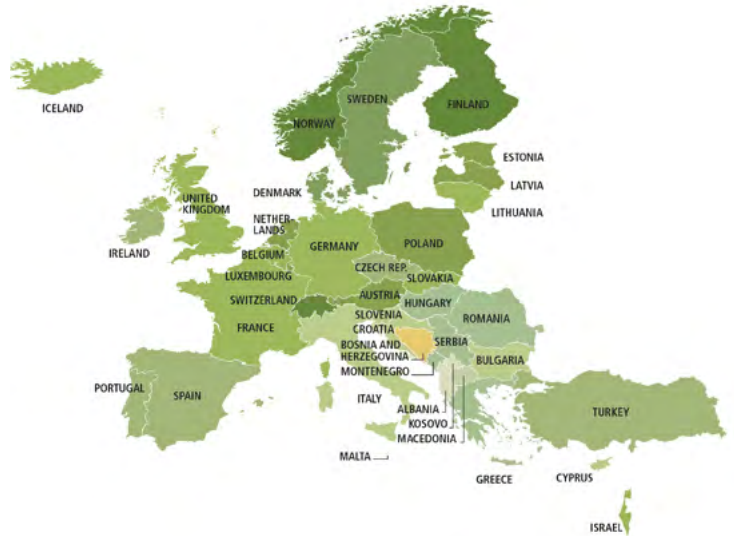 ICELAND
SWEDEN
FINLAND
NORWAY
ESTONIA
DENMARK
LATVIA
UNITED
KINGDOM
LITHUANIA
NETHER-
LANDS
IRELAND
GERMANY
POLAND
BELGIUM
CZECH REP.
LUXEMBOURG
SLOVAKIA
SWITZERLAND
AUSTRIA
HUNGARY
SLOVENIA
ROMANIA
FRANCE
CROATIA
BOSNIA AND
HERZEGOVINA
SERBIA
BULGARIA
MONTENEGRO
PORTUGAL
SPAIN
ITALY
ALBANIA
KOSOVO
MACEDONIA
TURKEY
MALTA
GREECE
CYPRUS
ISRAEL